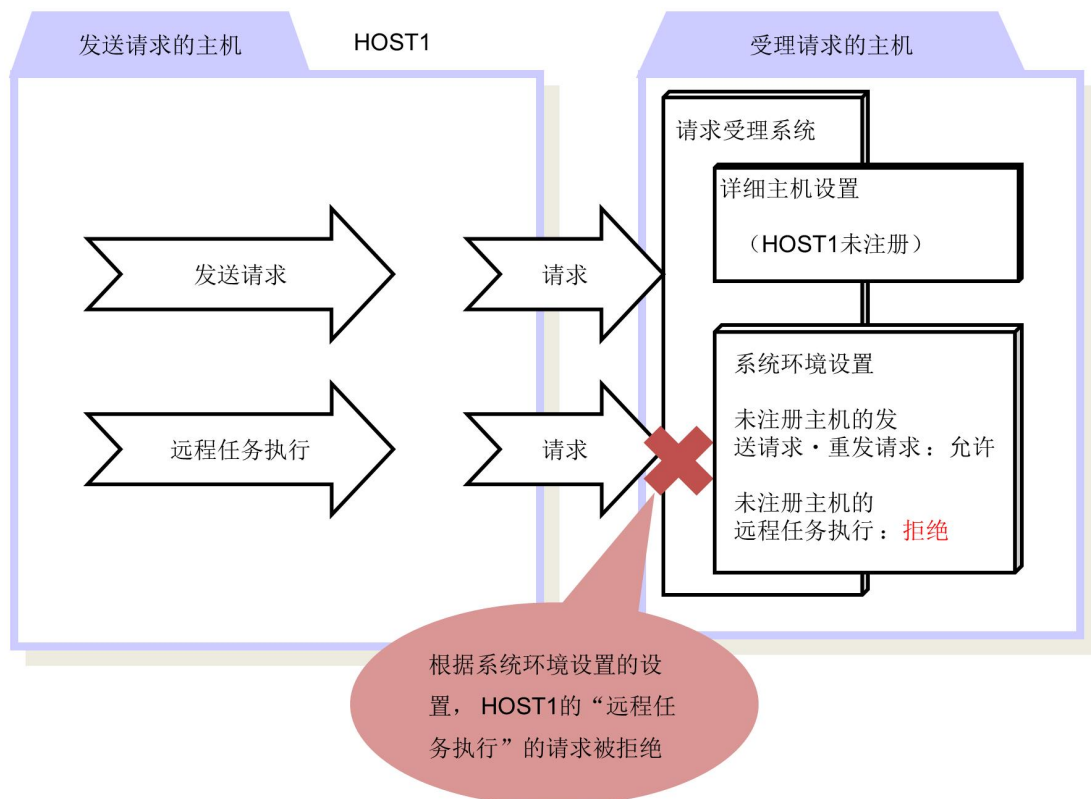 发送请求的主机
HOST1
受理请求的主机
请求受理系统
详细主机设置
（HOST1未注册）
发送请求
请求
系统环境设置
未注册主机的发
送请求・重发请求：允许
未注册主机的
远程任务执行：拒绝
远程任务执行
请求
根据系统环境设置的设
置，HOST1的“远程任
务执行”的请求被拒绝